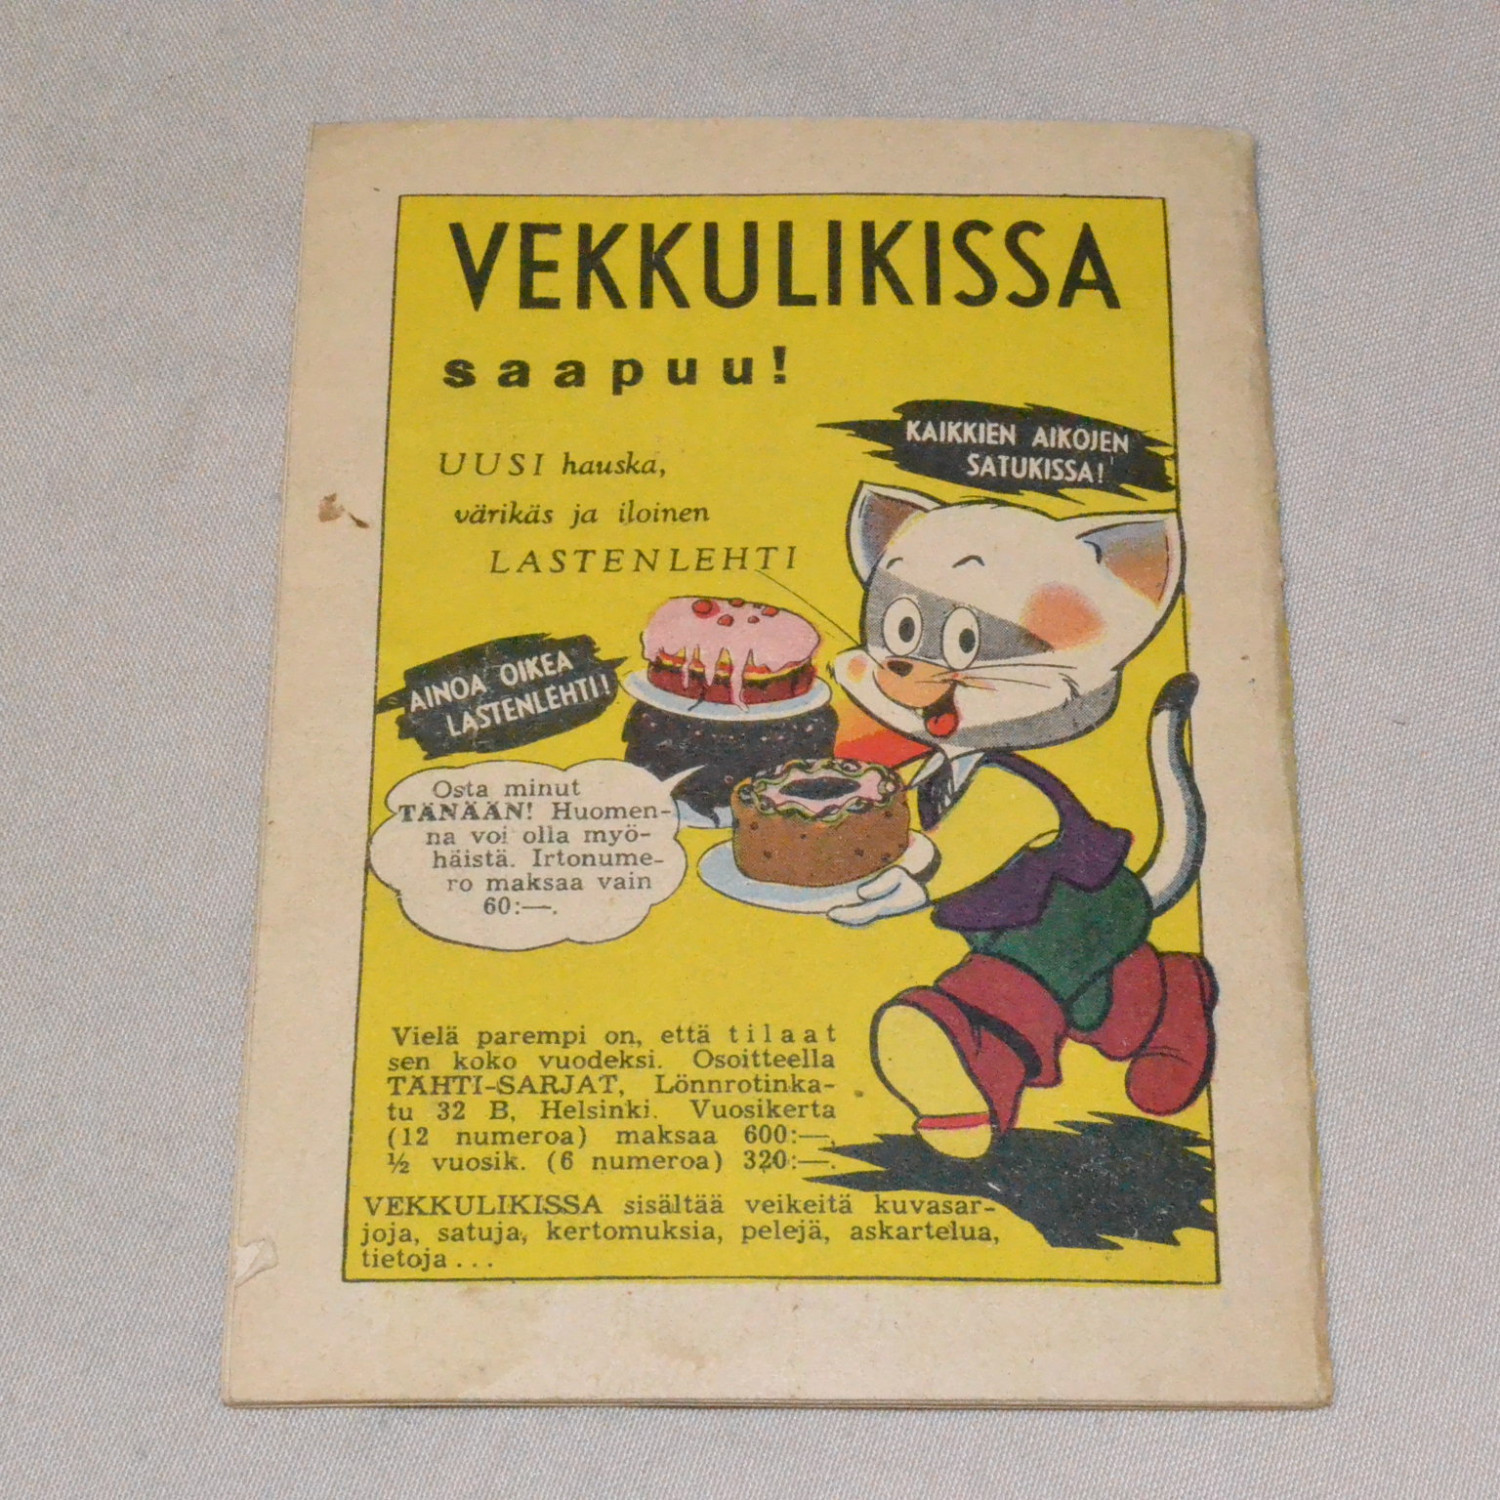 VEKKULIKISSA
saapuu!
KAIKKIEN AIKOJEN
SATUKISSA!
UUSI hauska,
värikäs ja iloinen
LASTENLEHTI
AINOA OIKEA
LASTENLEHTI!
Osta minut
TÄNÄÄN! Huomen-
na voi olla myö-
häistä. Irtonume-
ro maksaa vain
60:—.
Vielä parempi on, että tilaat
sen koko vuodeksi. Osoitteella
TÄHTI-SARJAT, Lönnrotinka-
tu 32 B, Helsinki. Vuosikerta
(12 numeroa) maksaa 600:—,
½ vuosik. (6 numeroa) 320:—.
VEKKULIKISSA sisältää veikeitä kuvasar-
joja, satuja, kertomuksia, pelejä, askartelua,
tietoja...